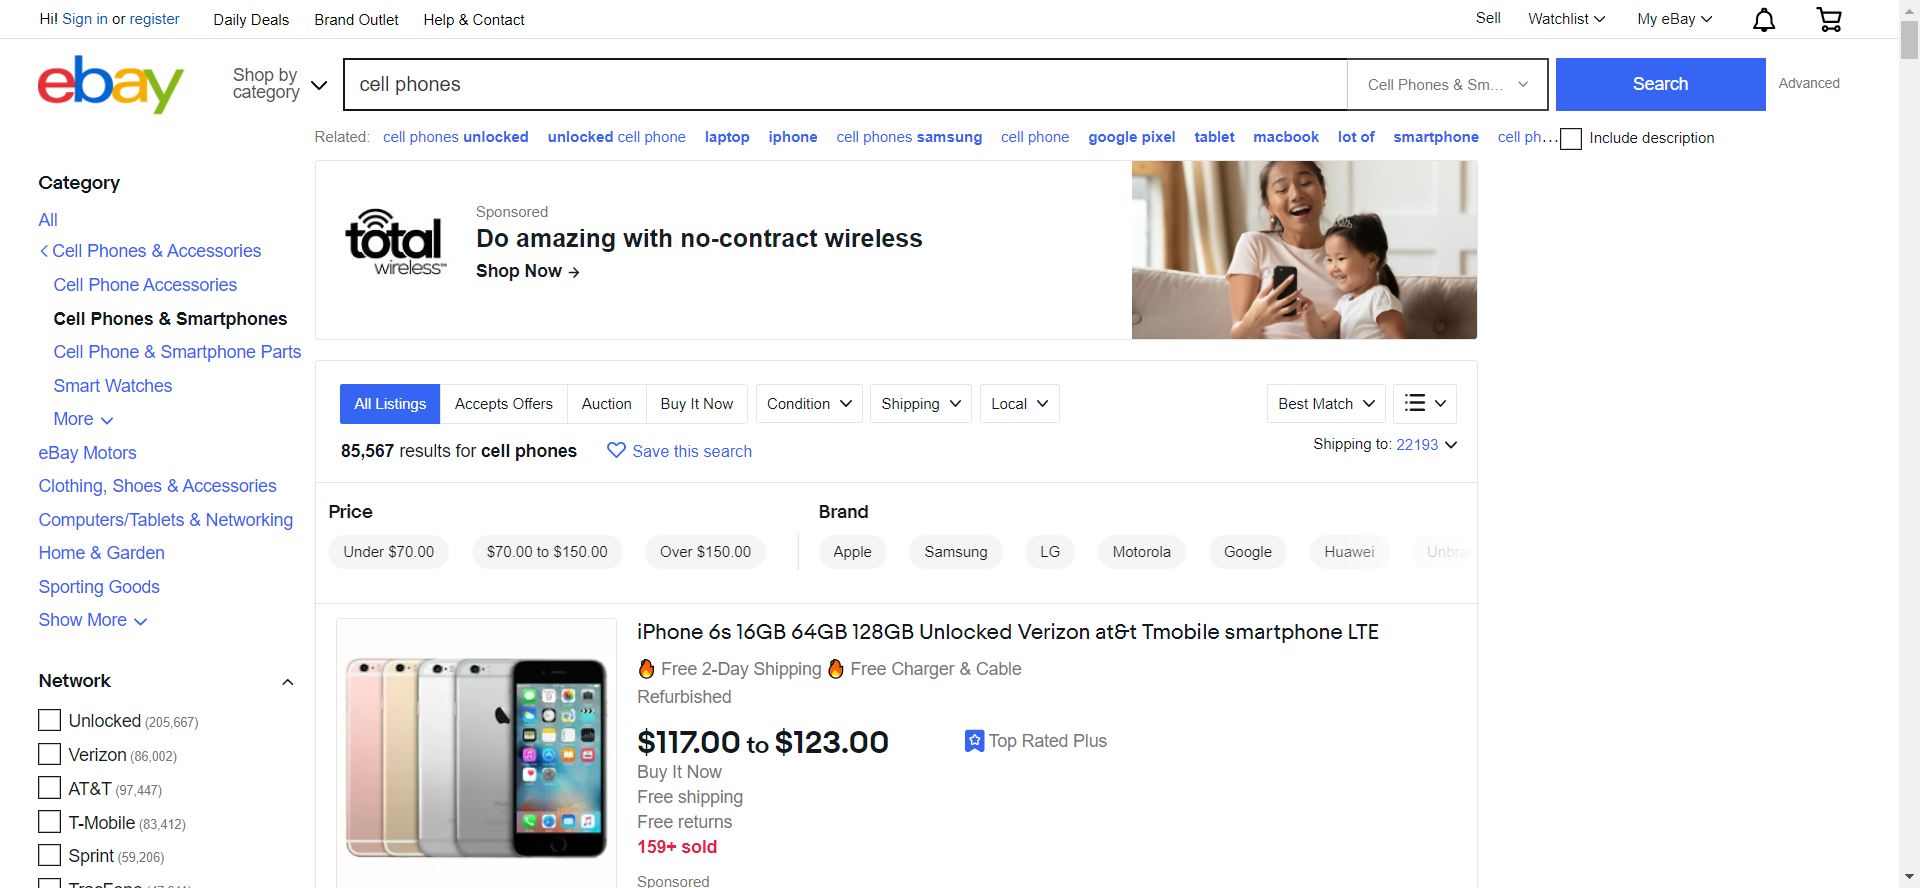 Hi! Sign in or register
Daily Deals
Brand Outlet
Help & Contact
Sell
Watchlist
My eBay
ebay
Shop by
category
cell phones
Cell Phones & Sm...
Search
Advanced
Related: cell phones unlocked unlocked cell phone laptop iphone cell phones samsung cell phone google pixel tablet macbook lot of smartphone cell ph...
Include description
Category
All
Cell Phones & Accessories
Cell Phone Accessories
Cell Phones & Smartphones
Cell Phone & Smartphone Parts
Smart Watches
More
eBay Motors
Clothing, Shoes & Accessories
Computers/Tablets & Networking
Home & Garden
Sporting Goods
Show More
Network
Unlocked (205,667)
Verizon (86,002)
AT&T (97,447)
T-Mobile (83,412)
Sprint (59,206)
total
wireless
Sponsored
Do amazing with no-contract wireless
Shop Now
All Listings
Accepts Offers
Auction
Buy It Now
Condition
Shipping
Local
Best Match
85,567 results for cell phones
Save this search
Shipping to: 22193
Price
Under $70.00
$70.00 to $150.00
Over $150.00
Brand
Apple
Samsung
LG
Motorola
Google
Huawei
iPhone 6s 16GB 64GB 128GB Unlocked Verizon at&t Tmobile smartphone LTE
Free 2-Day Shipping Free Charger & Cable
Refurbished
$117.00 to $123.00
Top Rated Plus
Buy It Now
Free shipping
Free returns
159+ sold
Sponsored